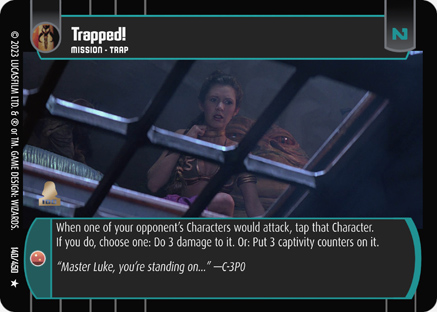 Trapped!
MISSION - TRAP
N
© 2023 LUCASFILM LTD. & ® or TM. GAME DESIGN: WIZARDS.
140/450
When one of your opponent's Characters would attack, tap that Character.
If you do, choose one: Do 3 damage to it. Or: Put 3 captivity counters on it.
"Master Luke, you're standing on..." –C-3PO